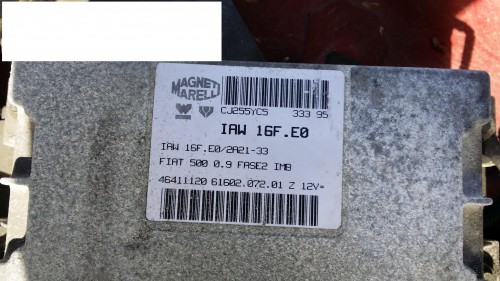 MAGNETI
MARELLI
CJ255YC5 333 95
IAW 16F.E0
IAW 16F.E0/2A21-33
FIAT 500 0.9 FASE2 IMB
46411120 61602.072.01 Z 12V=